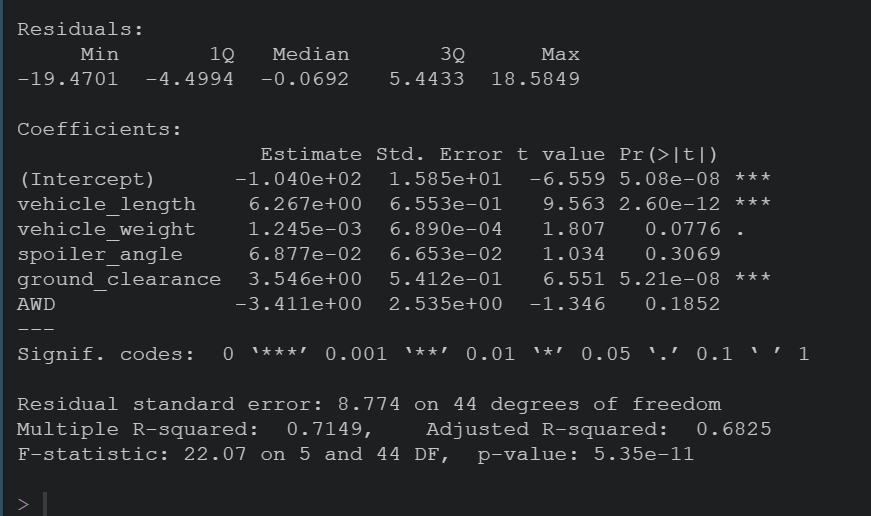 Residuals:
     Min       1Q   Median       3Q      Max
-19.4701  -4.4994  -0.0692   5.4433  18.5849
Coefficients:
                   Estimate Std. Error t value Pr(>|t|)
(Intercept)      -1.040e+02  1.585e+01  -6.559 5.08e-08 ***
vehicle_length    6.267e+00  6.553e-01   9.563 2.60e-12 ***
vehicle_weight    1.245e-03  6.890e-04   1.807   0.0776 .
spoiler_angle     6.877e-02  6.653e-02   1.034   0.3069
ground_clearance  3.546e+00  5.412e-01   6.551 5.21e-08 ***
AWD              -3.411e+00  2.535e+00  -1.346   0.1852
---
Signif. codes:  0 ‘***’ 0.001 ‘**’ 0.01 ‘*’ 0.05 ‘.’ 0.1 ‘ ’ 1
Residual standard error: 8.774 on 44 degrees of freedom
Multiple R-squared:  0.7149,    Adjusted R-squared:  0.6825
F-statistic: 22.07 on 5 and 44 DF,  p-value: 5.35e-11
>